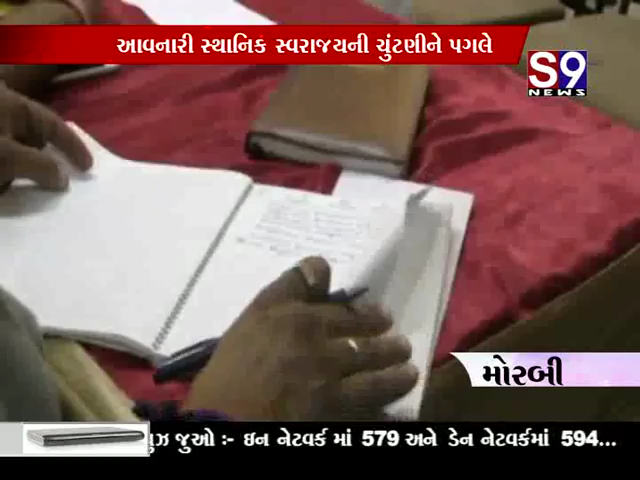 આવનારી સ્થાનિક સ્વરાજયની ચુંટણીને પગલે
S9
NEWS
મોરબી
યુઝ જુઓ :- ઇન નેટવર્ક માં 579 અને ડેન નેટવર્કમાં 594...